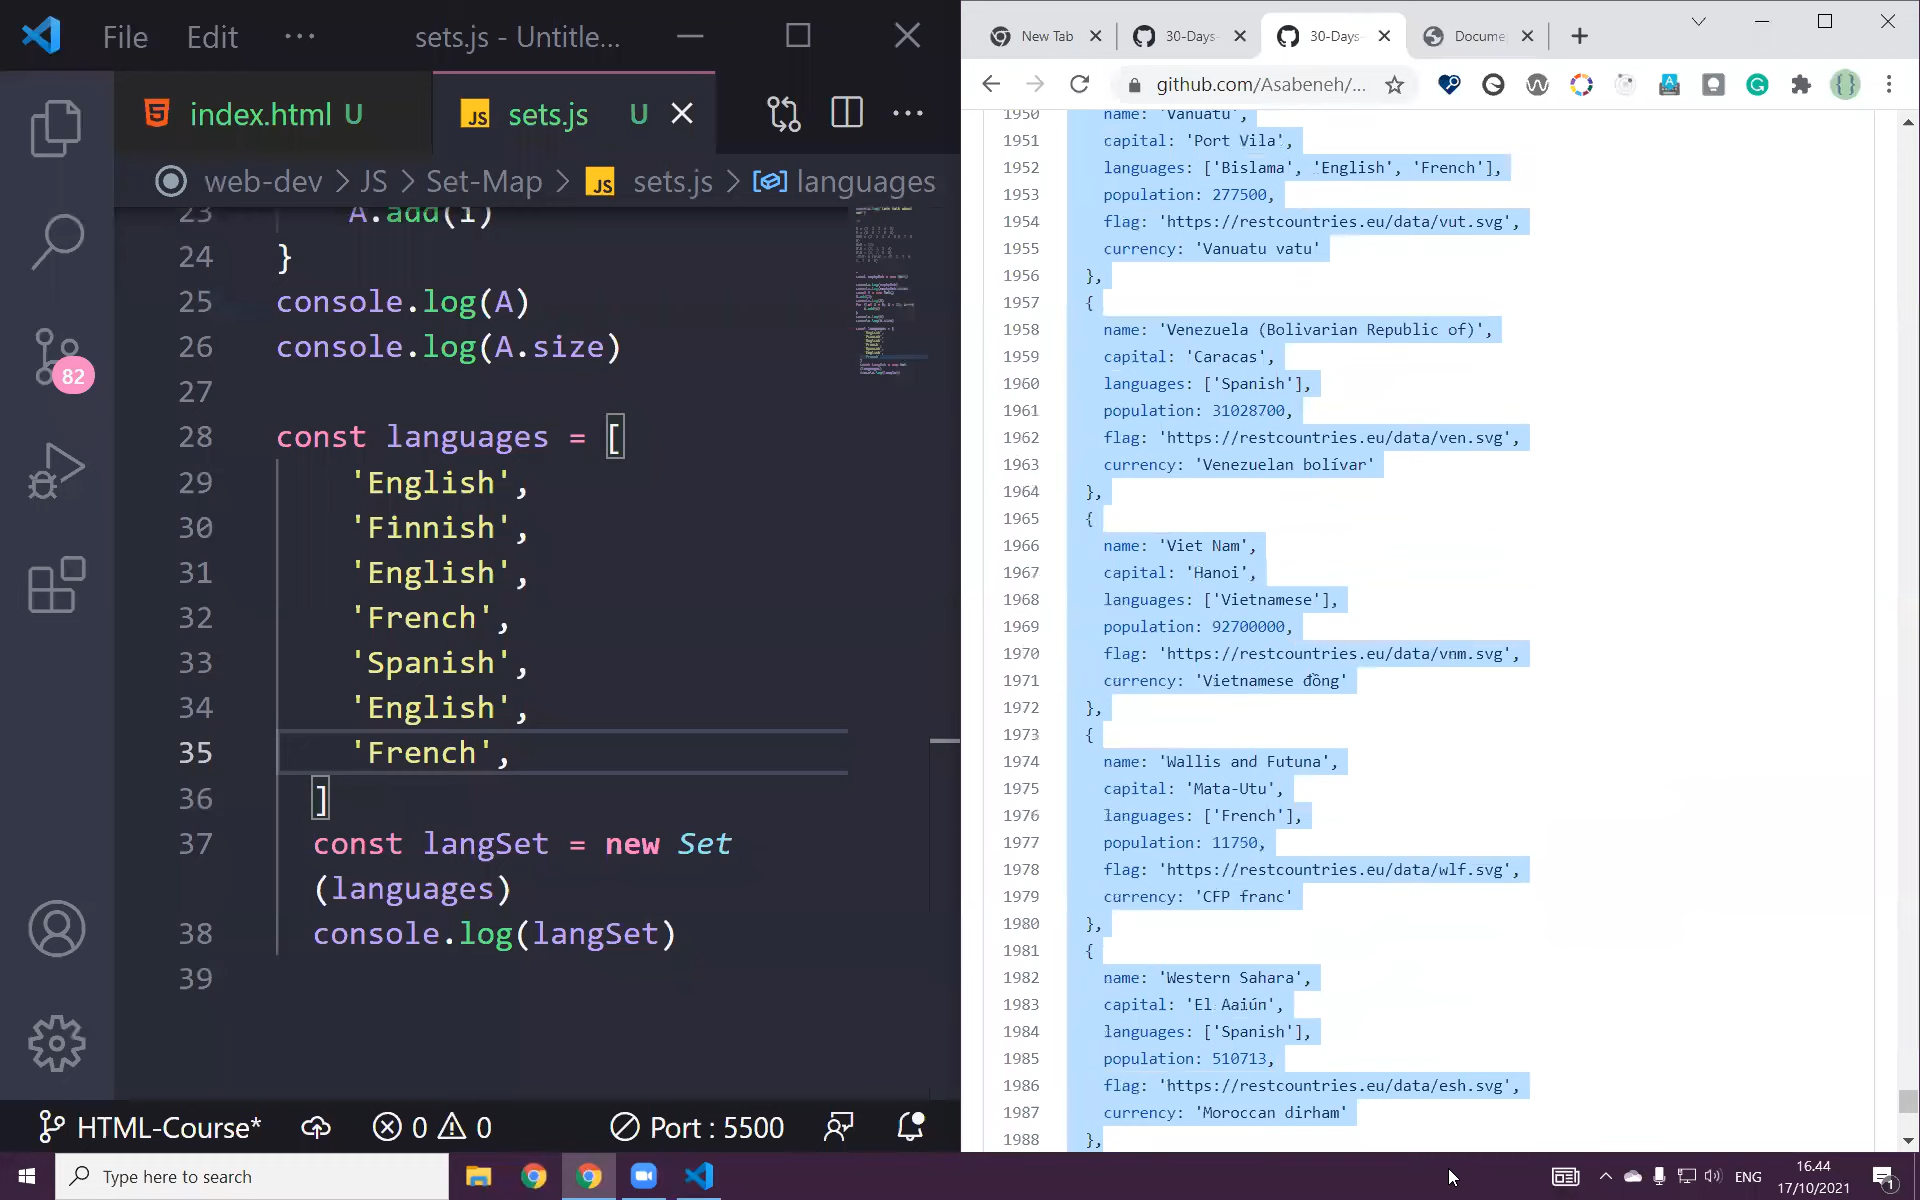 File Edit ··· sets.js - Untitle...
index.html U
JS sets.js U
web-dev > JS > Set-Map > JS sets.js > languages
23 A.add(i)
24 }
25 console.log(A)
26 console.log(A.size)
27
28 const languages = [
29 'English',
30 'Finnish',
31 'English',
32 'French',
33 'Spanish',
34 'English',
35 'French',
36 ]
37 const langSet = new Set
(languages)
38 console.log(langSet)
39
82
HTML-Course* 0 0 Port : 5500
New Tab 30-Days- 30-Days- Docume
github.com/Asabeneh/...
1950 name: 'Vanuatu',
1951 capital: 'Port Vila',
1952 languages: ['Bislama', 'English', 'French'],
1953 population: 277500,
1954 flag: 'https://restcountries.eu/data/vut.svg',
1955 currency: 'Vanuatu vatu'
1956 },
1957 {
1958 name: 'Venezuela (Bolivarian Republic of)',
1959 capital: 'Caracas',
1960 languages: ['Spanish'],
1961 population: 31028700,
1962 flag: 'https://restcountries.eu/data/ven.svg',
1963 currency: 'Venezuelan bolívar'
1964 },
1965 {
1966 name: 'Viet Nam',
1967 capital: 'Hanoi',
1968 languages: ['Vietnamese'],
1969 population: 92700000,
1970 flag: 'https://restcountries.eu/data/vnm.svg',
1971 currency: 'Vietnamese đồng'
1972 },
1973 {
1974 name: 'Wallis and Futuna',
1975 capital: 'Mata-Utu',
1976 languages: ['French'],
1977 population: 11750,
1978 flag: 'https://restcountries.eu/data/wlf.svg',
1979 currency: 'CFP franc'
1980 },
1981 {
1982 name: 'Western Sahara',
1983 capital: 'El Aaiún',
1984 languages: ['Spanish'],
1985 population: 510713,
1986 flag: 'https://restcountries.eu/data/esh.svg',
1987 currency: 'Moroccan dirham'
1988 },
Type here to search
ENG
16.44
17/10/2021
1